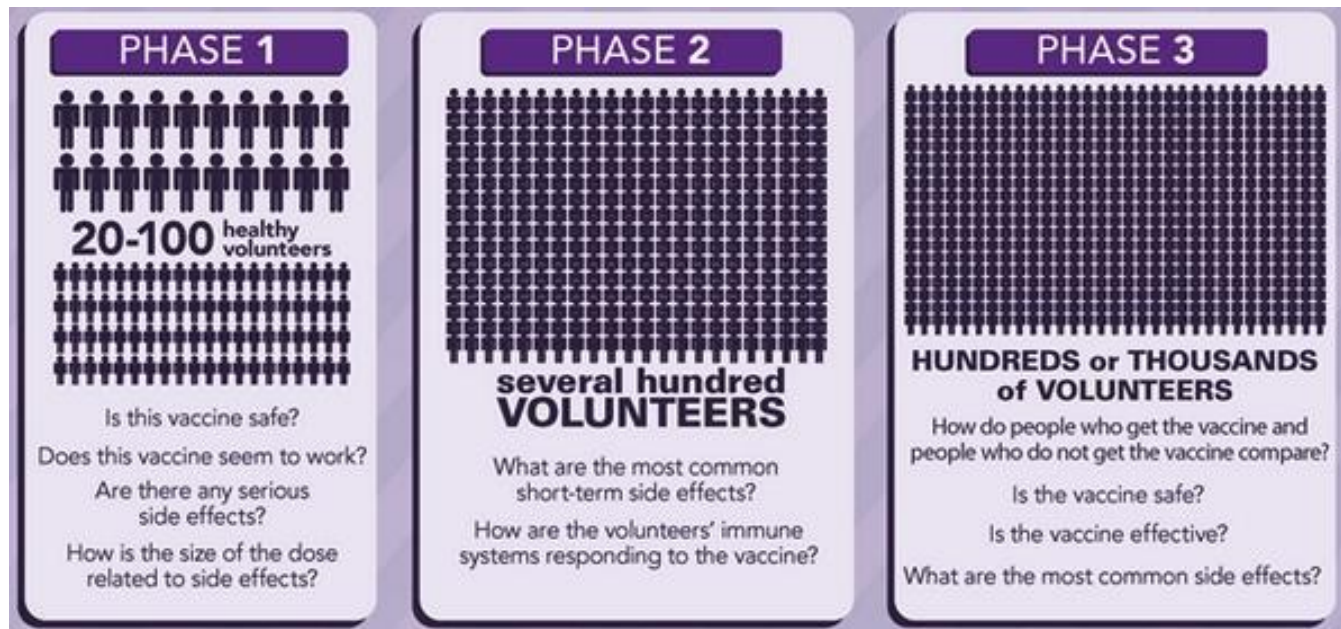 PHASE 1
20-100 healthy
volunteers
Is this vaccine safe?
Does this vaccine seem to work?
Are there any serious
side effects?
How is the size of the dose
related to side effects?
PHASE 2
several hundred
VOLUNTEERS
What are the most common
short-term side effects?
How are the volunteers' immune
systems responding to the vaccine?
PHASE 3
HUNDREDS or THOUSANDS
of VOLUNTEERS
How do people who get the vaccine and
people who do not get the vaccine compare?
Is the vaccine safe?
Is the vaccine effective?
What are the most common side effects?